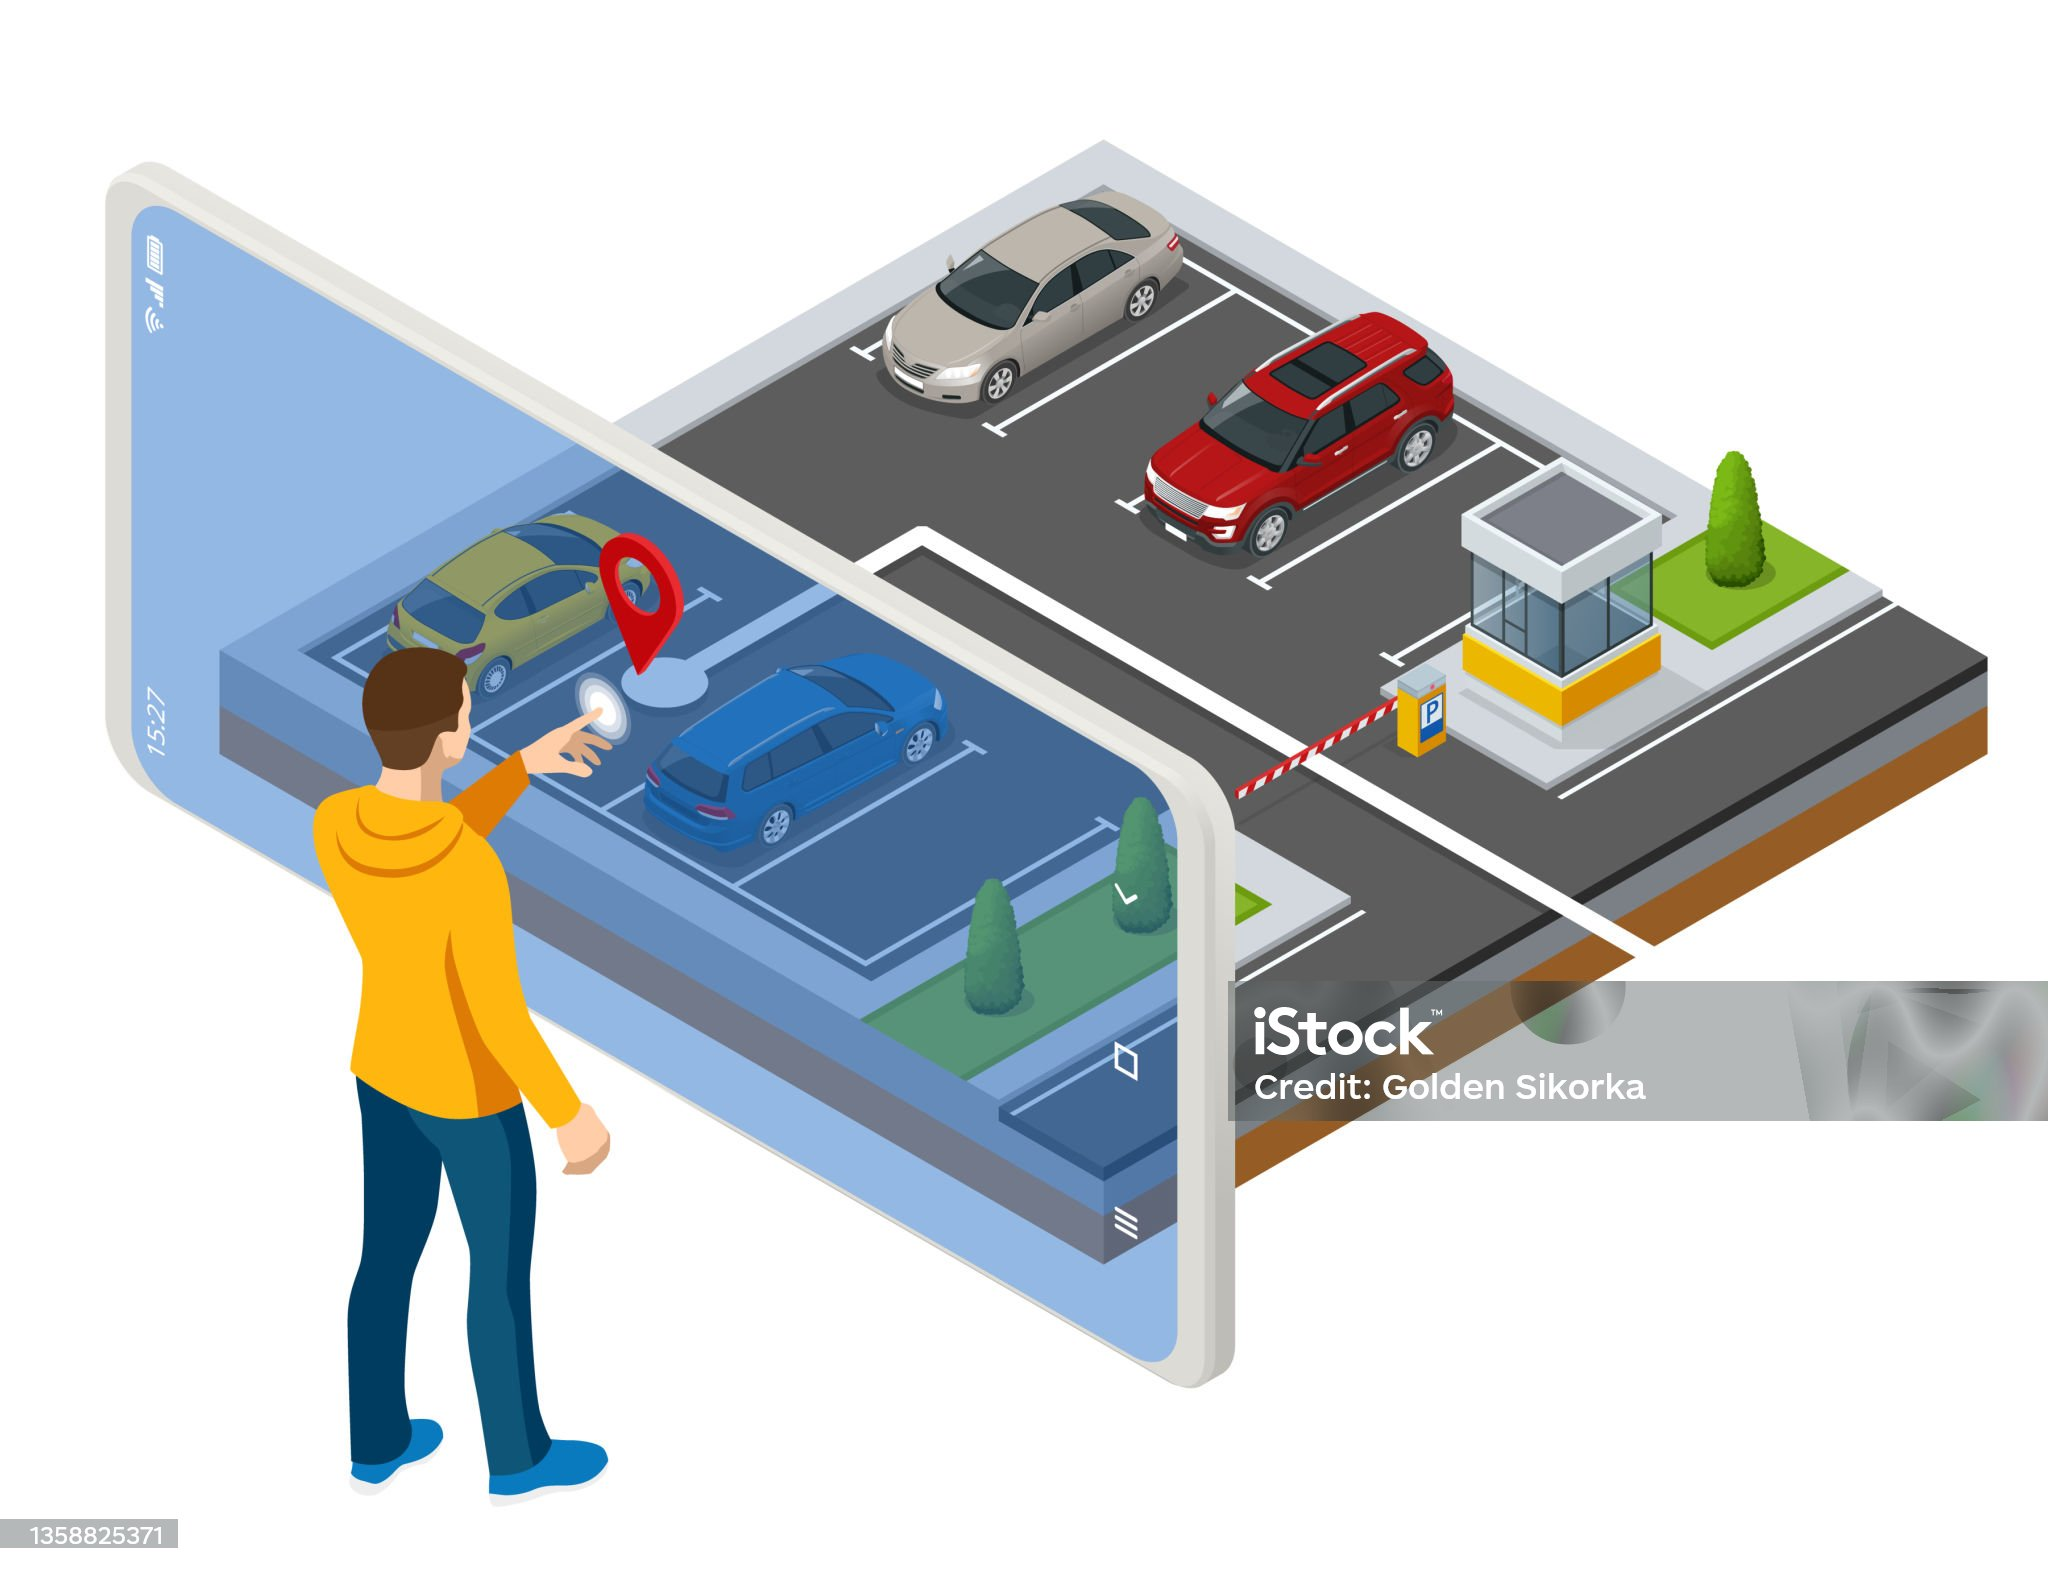 15:27
P
iStock™
Credit: Golden Sikorka
1358825371